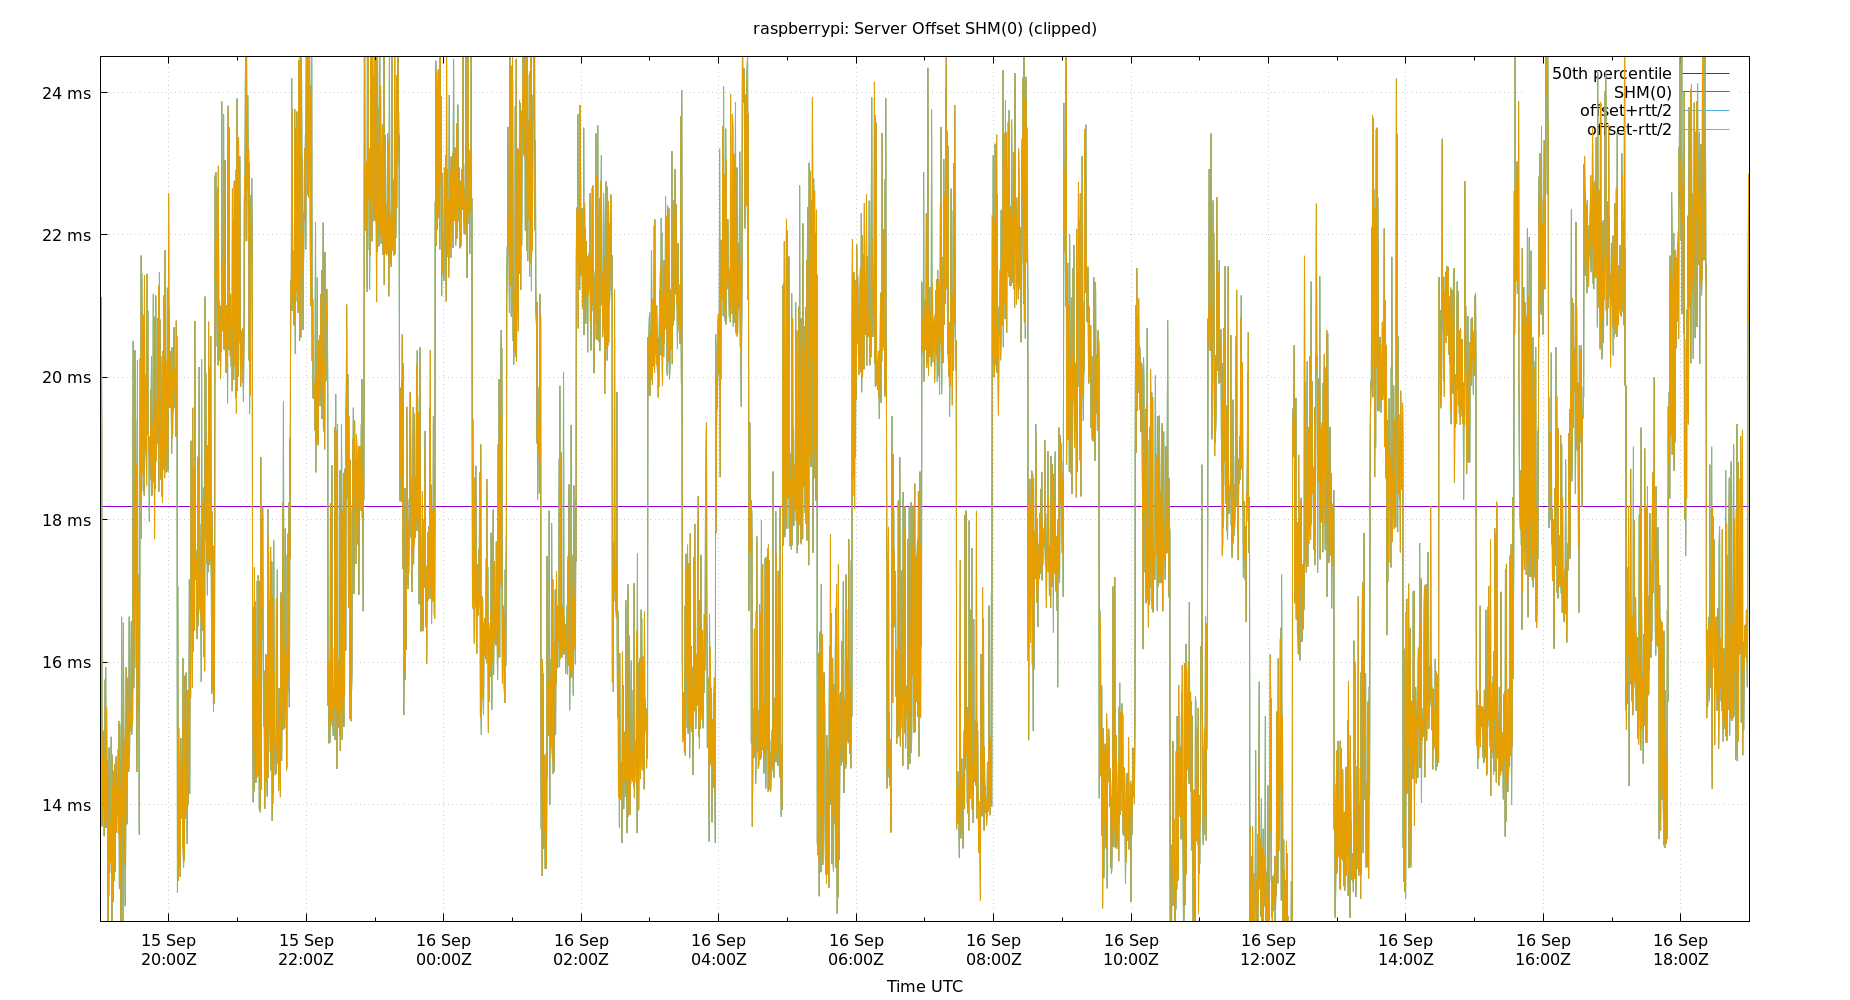 raspberrypi: Server Offset SHM(0) (clipped)
50th percentile
SHM(0)
offset+rtt/2
offset-rtt/2
24 ms
22 ms
20 ms
18 ms
16 ms
14 ms
15 Sep 15 Sep 16 Sep 16 Sep 16 Sep 16 Sep 16 Sep 16 Sep 16 Sep 16 Sep 16 Sep 16 Sep
20:00Z 22:00Z 00:00Z 02:00Z 04:00Z 06:00Z 08:00Z 10:00Z 12:00Z 14:00Z 16:00Z 18:00Z
Time UTC